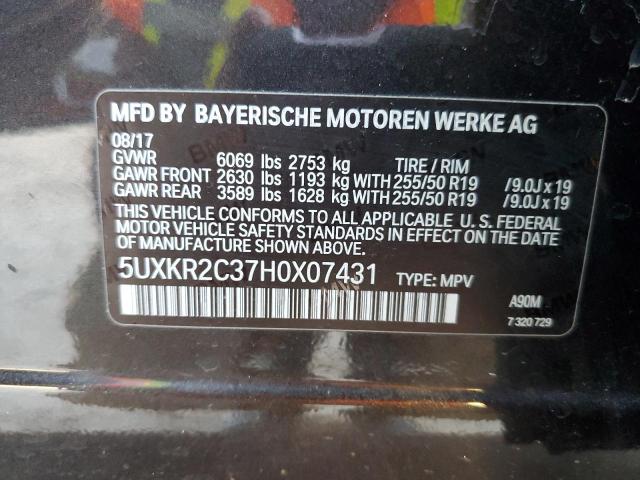 MFD BY BAYERISCHE MOTOREN WERKE AG
08/17
GVWR 6069 lbs 2753 kg TIRE / RIM
GAWR FRONT 2630 lbs 1193 kg WITH 255/50 R19 /9.0J x 19
GAWR REAR 3589 lbs 1628 kg WITH 255/50 R19 /9.0J x 19
THIS VEHICLE CONFORMS TO ALL APPLICABLE U. S. FEDERAL
MOTOR VEHICLE SAFETY STANDARDS IN EFFECT ON THE DATE
OF MANUFACTURE SHOWN ABOVE.
5UXKR2C37H0X07431 TYPE: MPV
A90M
7 320 729